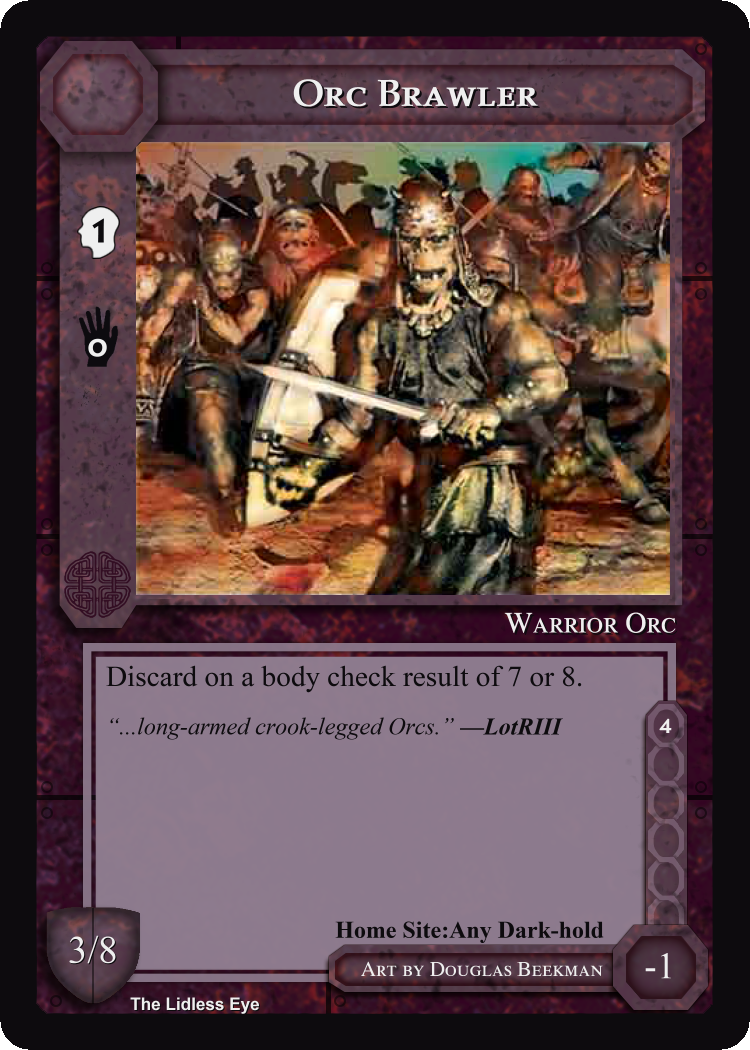 Orc Brawler
1
0
Warrior Orc
Discard on a body check result of 7 or 8.
“...long-armed crook-legged Orcs.” —LotRIII
4
Home Site:Any Dark-hold
3/8
Art by Douglas Beekman
-1
The Lidless Eye